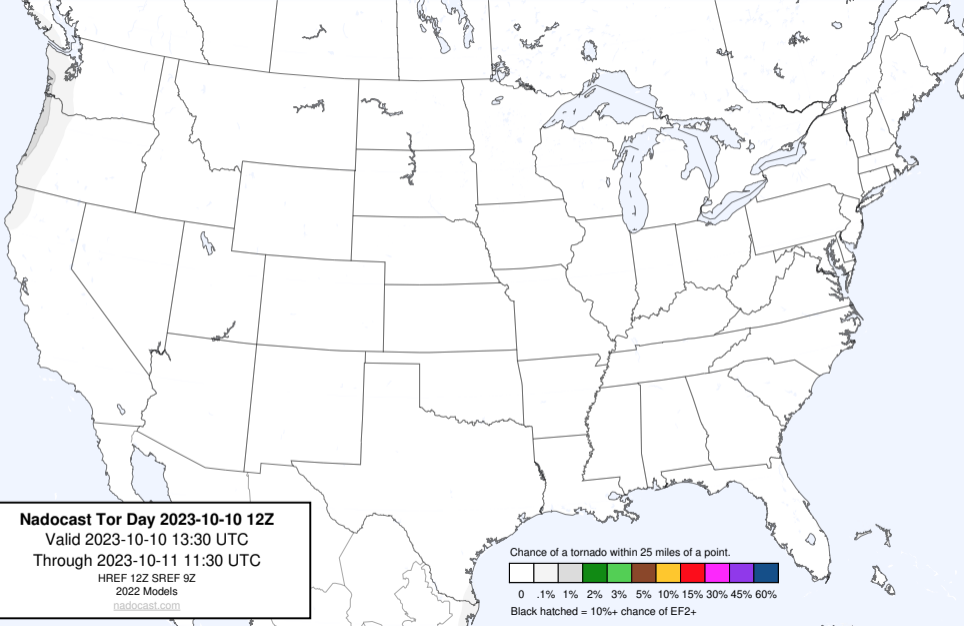 Nadocast Tor Day 2023-10-10 12Z
Valid 2023-10-10 13:30 UTC
Through 2023-10-11 11:30 UTC
HREF 12Z SREF 9Z
2022 Models
nadocast.com
Chance of a tornado within 25 miles of a point.
0 .1% 1% 2% 3% 5% 10% 15% 30% 45% 60%
Black hatched = 10%+ chance of EF2+